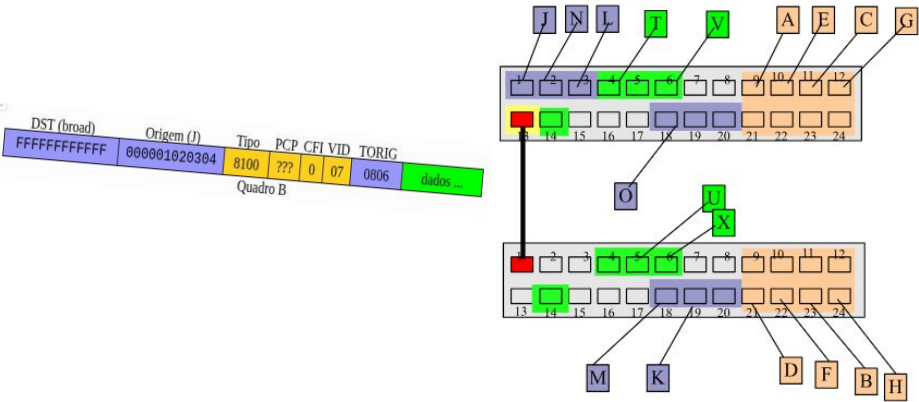 DST (broad) Origem (J) Tipo PCP CFI VID TORIG
FFFFFFFFFFFF 000001020304 8100 ??? 0 07 0806 dados ...
Quadro B
J N L T V A E C G
1 2 3 4 5 6 7 8 9 10 11 12
13 14 15 16 17 18 19 20 21 22 23 24
O
U
X
1 2 3 4 5 6 7 8 9 10 11 12
13 14 15 16 17 18 19 20 21 22 23 24
M K D F B H